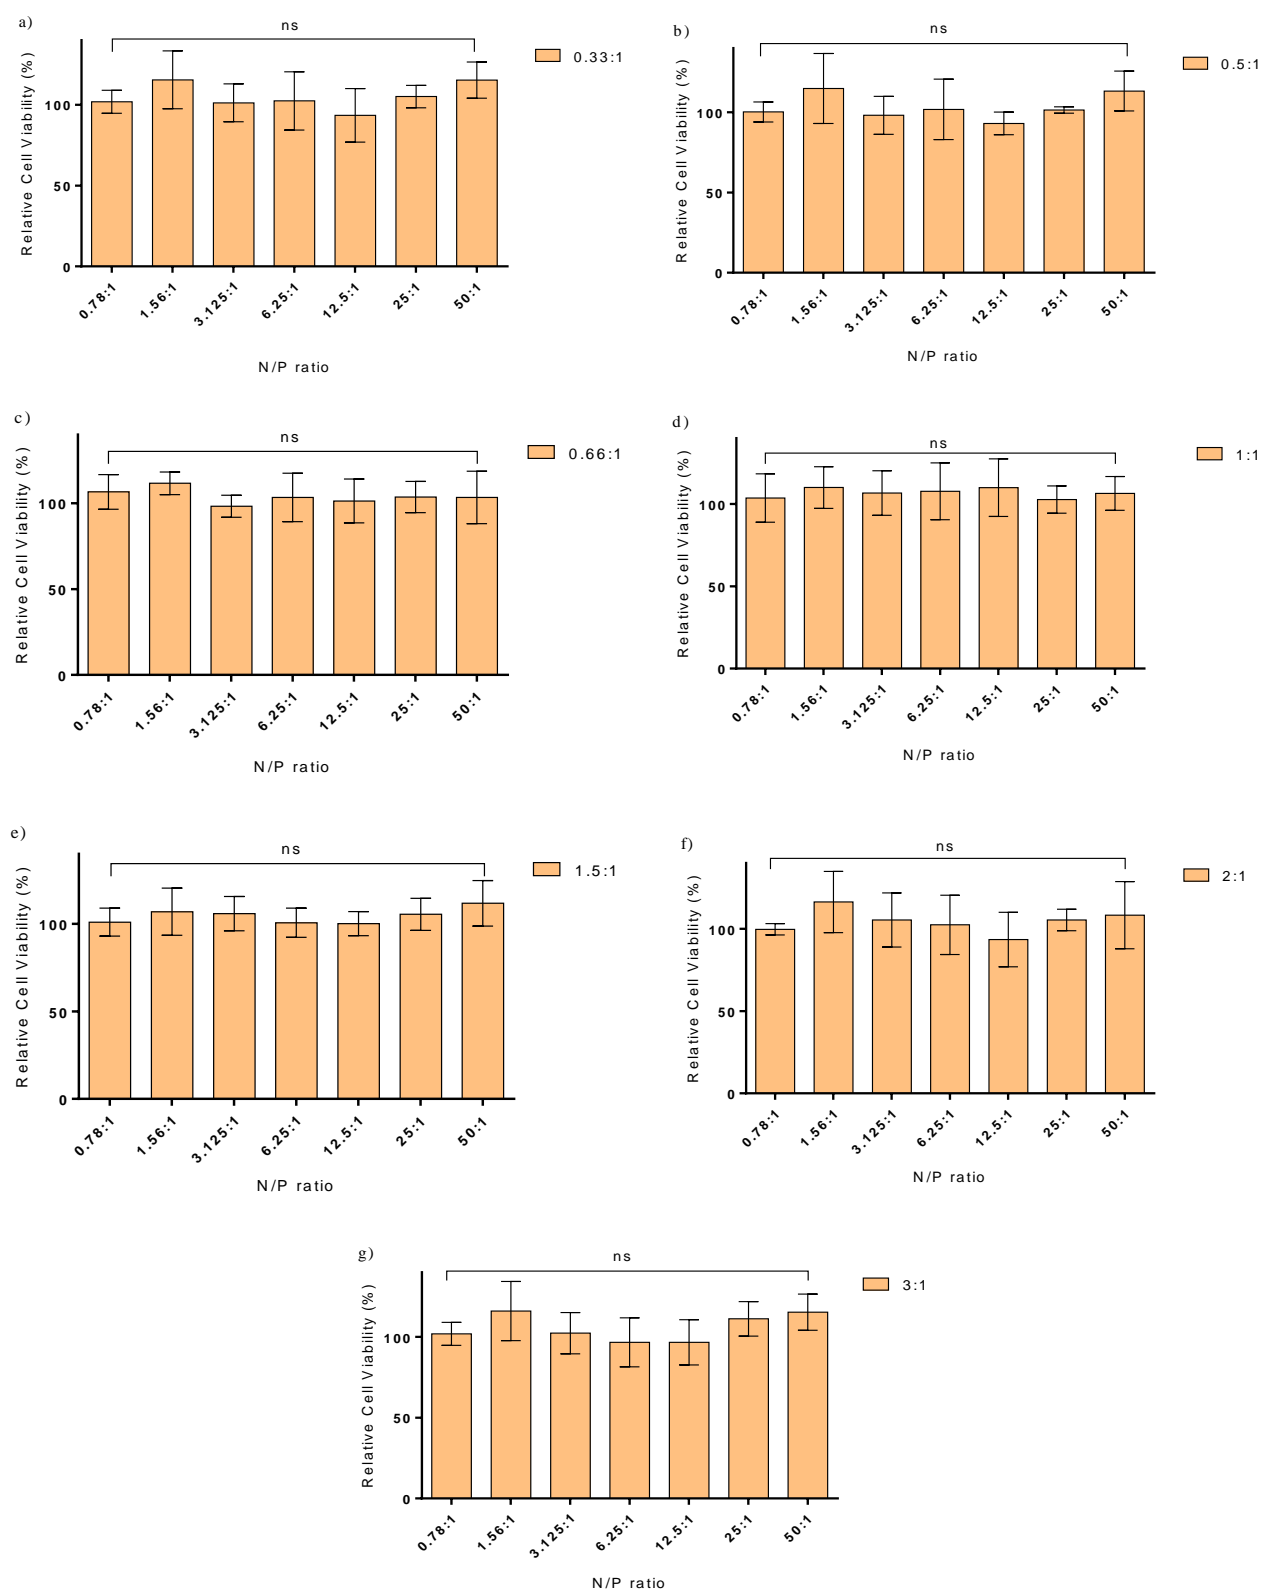 a)
ns
0.33:1
Relative Cell Viability (%)
100
50
0
0.78:1
1.56:1
3.125:1
6.25:1
12.5:1
25:1
50:1
N/P ratio
b)
ns
0.5:1
Relative Cell Viability (%)
100
50
0
0.78:1
1.56:1
3.125:1
6.25:1
12.5:1
25:1
50:1
N/P ratio
c)
ns
0.66:1
Relative Cell Viability (%)
100
50
0
0.78:1
1.56:1
3.125:1
6.25:1
12.5:1
25:1
50:1
N/P ratio
d)
ns
1:1
Relative Cell Viability (%)
100
50
0
0.78:1
1.56:1
3.125:1
6.25:1
12.5:1
25:1
50:1
N/P ratio
e)
ns
1.5:1
Relative Cell Viability (%)
100
50
0
0.78:1
1.56:1
3.125:1
6.25:1
12.5:1
25:1
50:1
N/P ratio
f)
ns
2:1
Relative Cell Viability (%)
100
50
0
0.78:1
1.56:1
3.125:1
6.25:1
12.5:1
25:1
50:1
N/P ratio
g)
ns
3:1
Relative Cell Viability (%)
100
50
0
0.78:1
1.56:1
3.125:1
6.25:1
12.5:1
25:1
50:1
N/P ratio